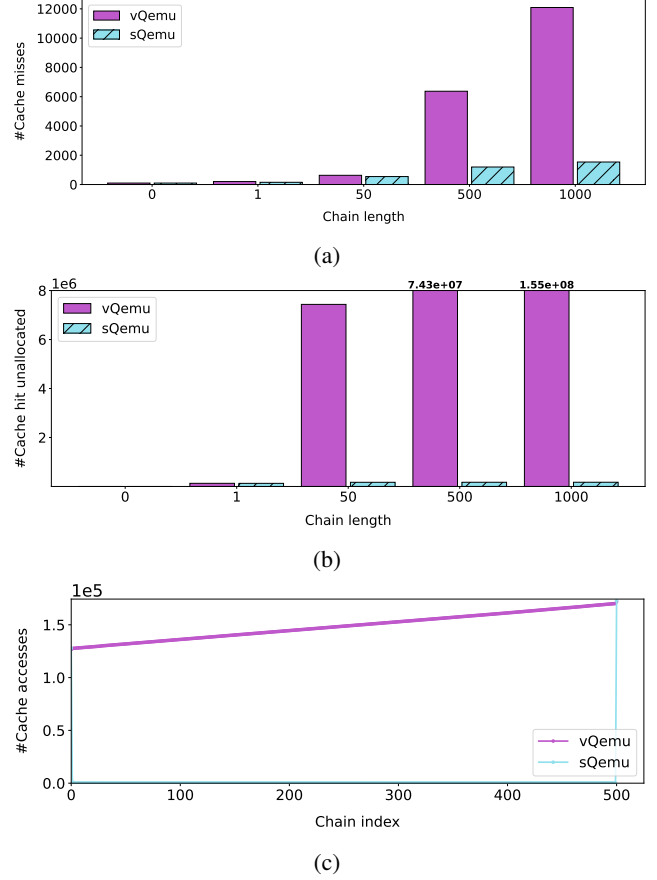 12000
10000
8000
6000
4000
2000
0
#Cache misses
vQemu
sQemu
0 1 50 500 1000
Chain length
(a)
1e6
7.43e+07 1.55e+08
8
6
4
2
#Cache hit unallocated
vQemu
sQemu
0 1 50 500 1000
Chain length
(b)
1e5
1.5
1.0
0.5
0.0
#Cache accesses
vQemu
sQemu
0 100 200 300 400 500
Chain index
(c)